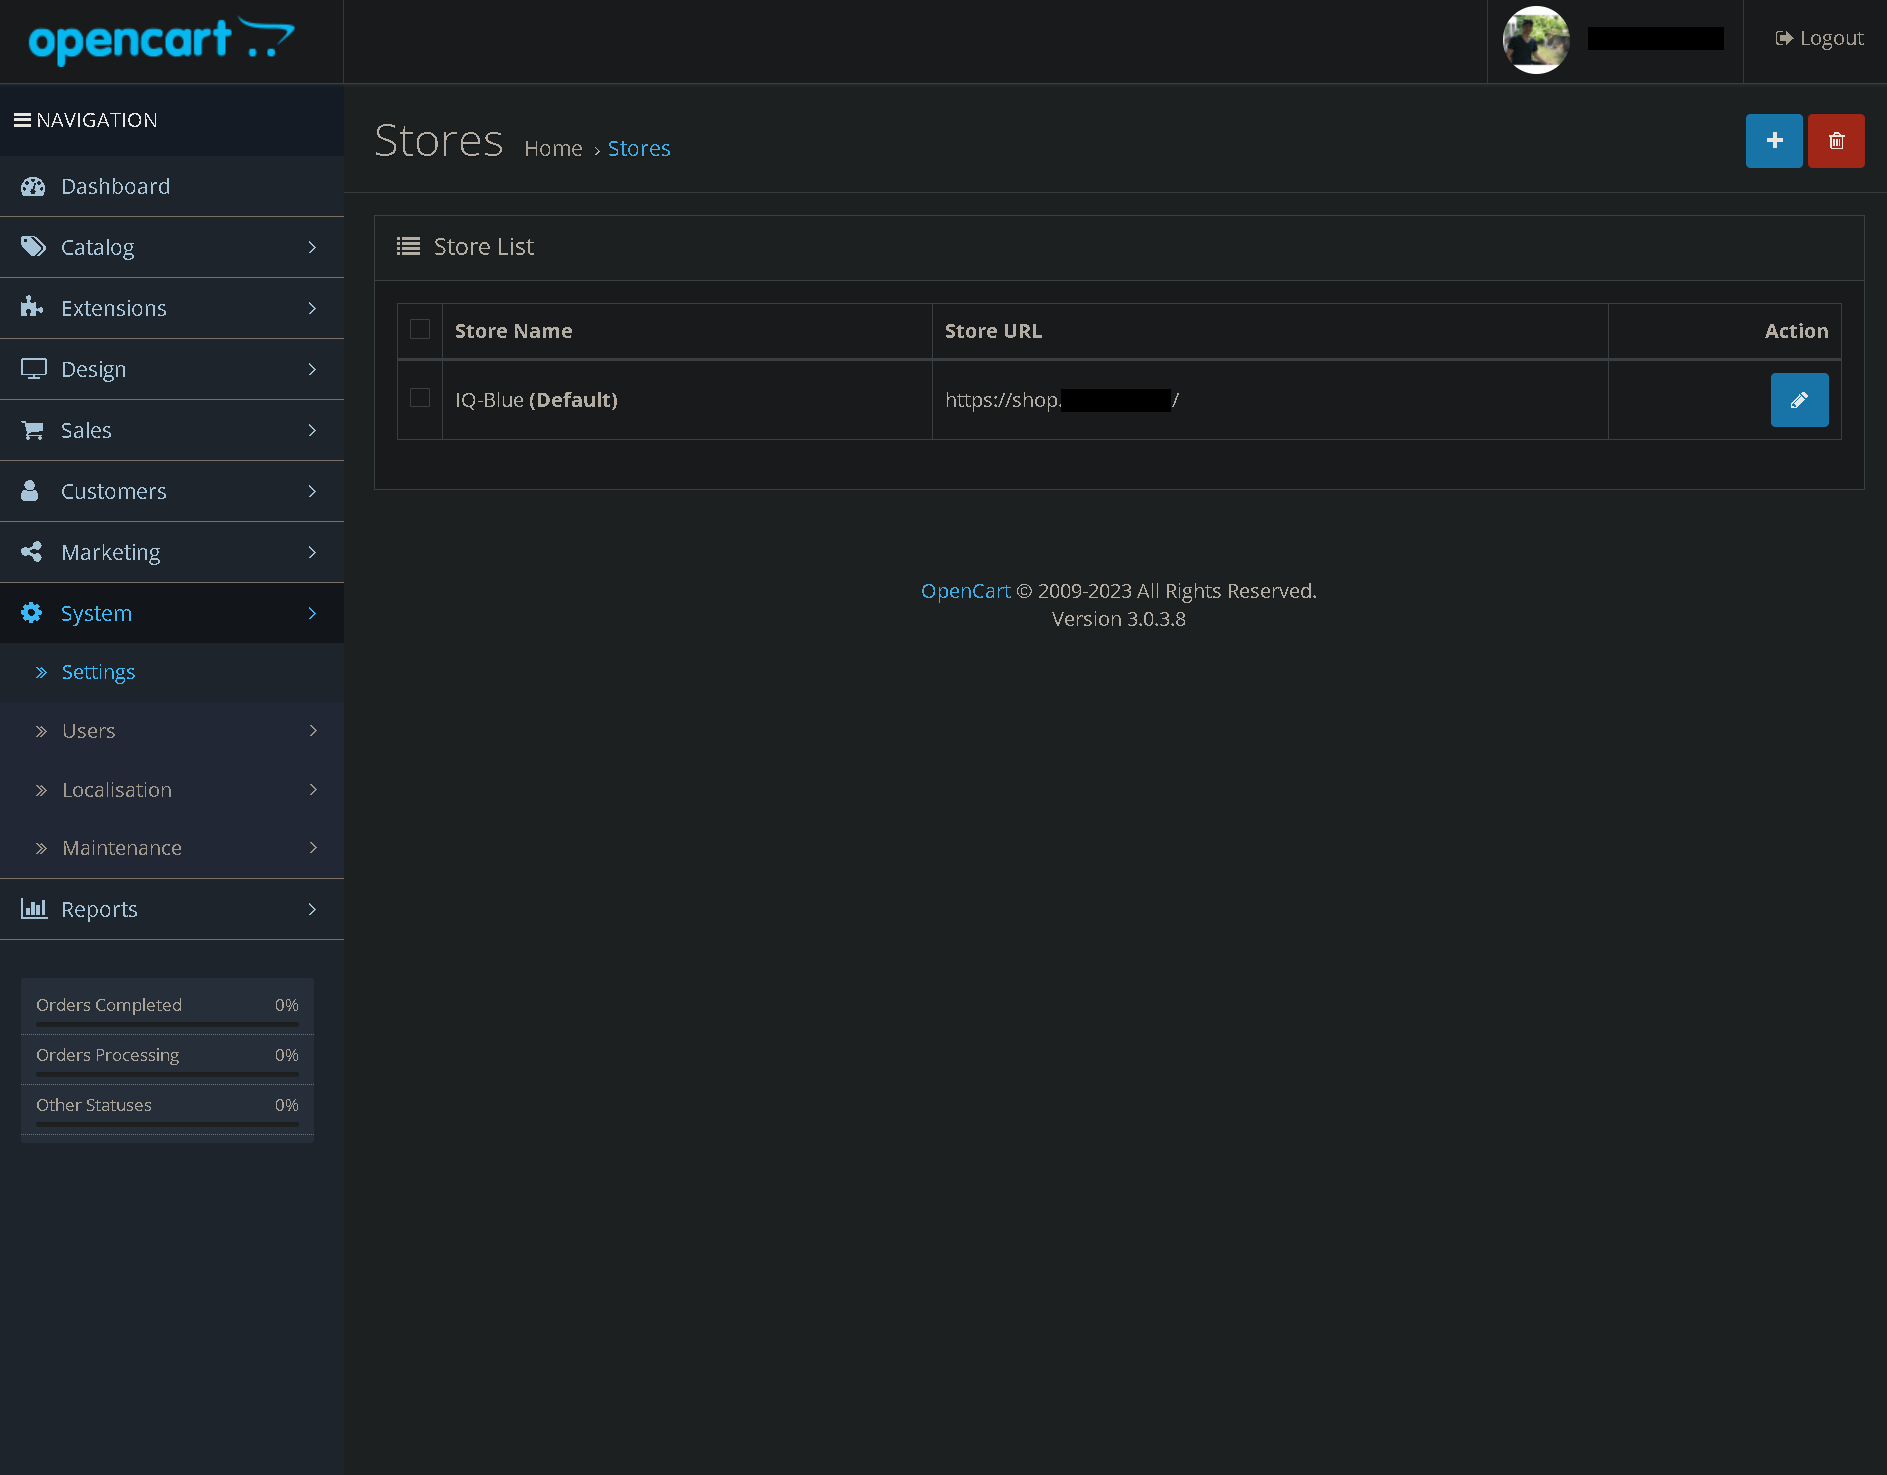 opencart
Logout
NAVIGATION
Dashboard
Catalog
Extensions
Design
Sales
Customers
Marketing
System
Settings
Users
Localisation
Maintenance
Reports
Orders Completed 0%
Orders Processing 0%
Other Statuses 0%
Stores Home › Stores
Store List
Store Name Store URL Action
IQ-Blue (Default) https://shop. /
OpenCart © 2009-2023 All Rights Reserved.
Version 3.0.3.8